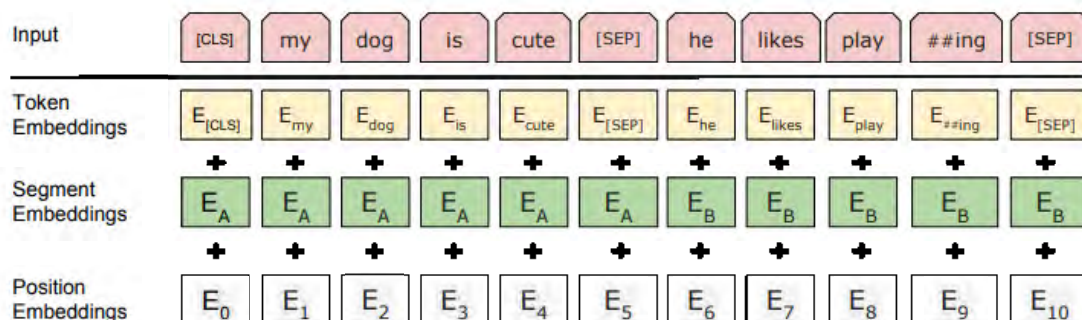 Input [CLS] my dog is cute [SEP] he likes play ##ing [SEP]
Token Embeddings E[CLS] Emy Edog Eis Ecute E[SEP] Ehe Elikes Eplay E##ing E[SEP]
+ + + + + + + + + + +
Segment Embeddings EA EA EA EA EA EA EB EB EB EB EB
+ + + + + + + + + + +
Position Embeddings E0 E1 E2 E3 E4 E5 E6 E7 E8 E9 E10